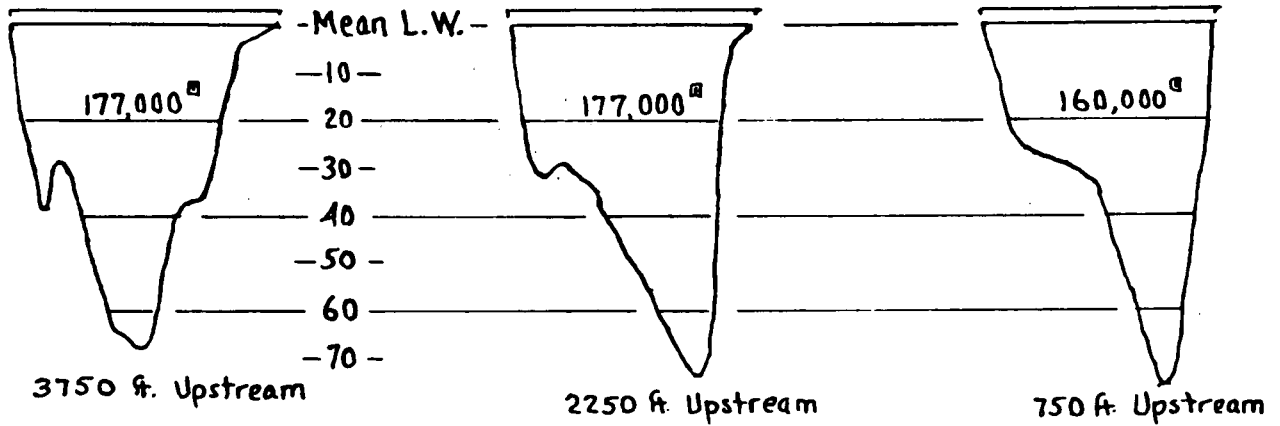 -Mean L.W.-
-10-
177,000 177,000 160,000
20
-30-
40
-50-
60
-70-
3750 ft. Upstream
2250 ft. Upstream
750 ft. Upstream